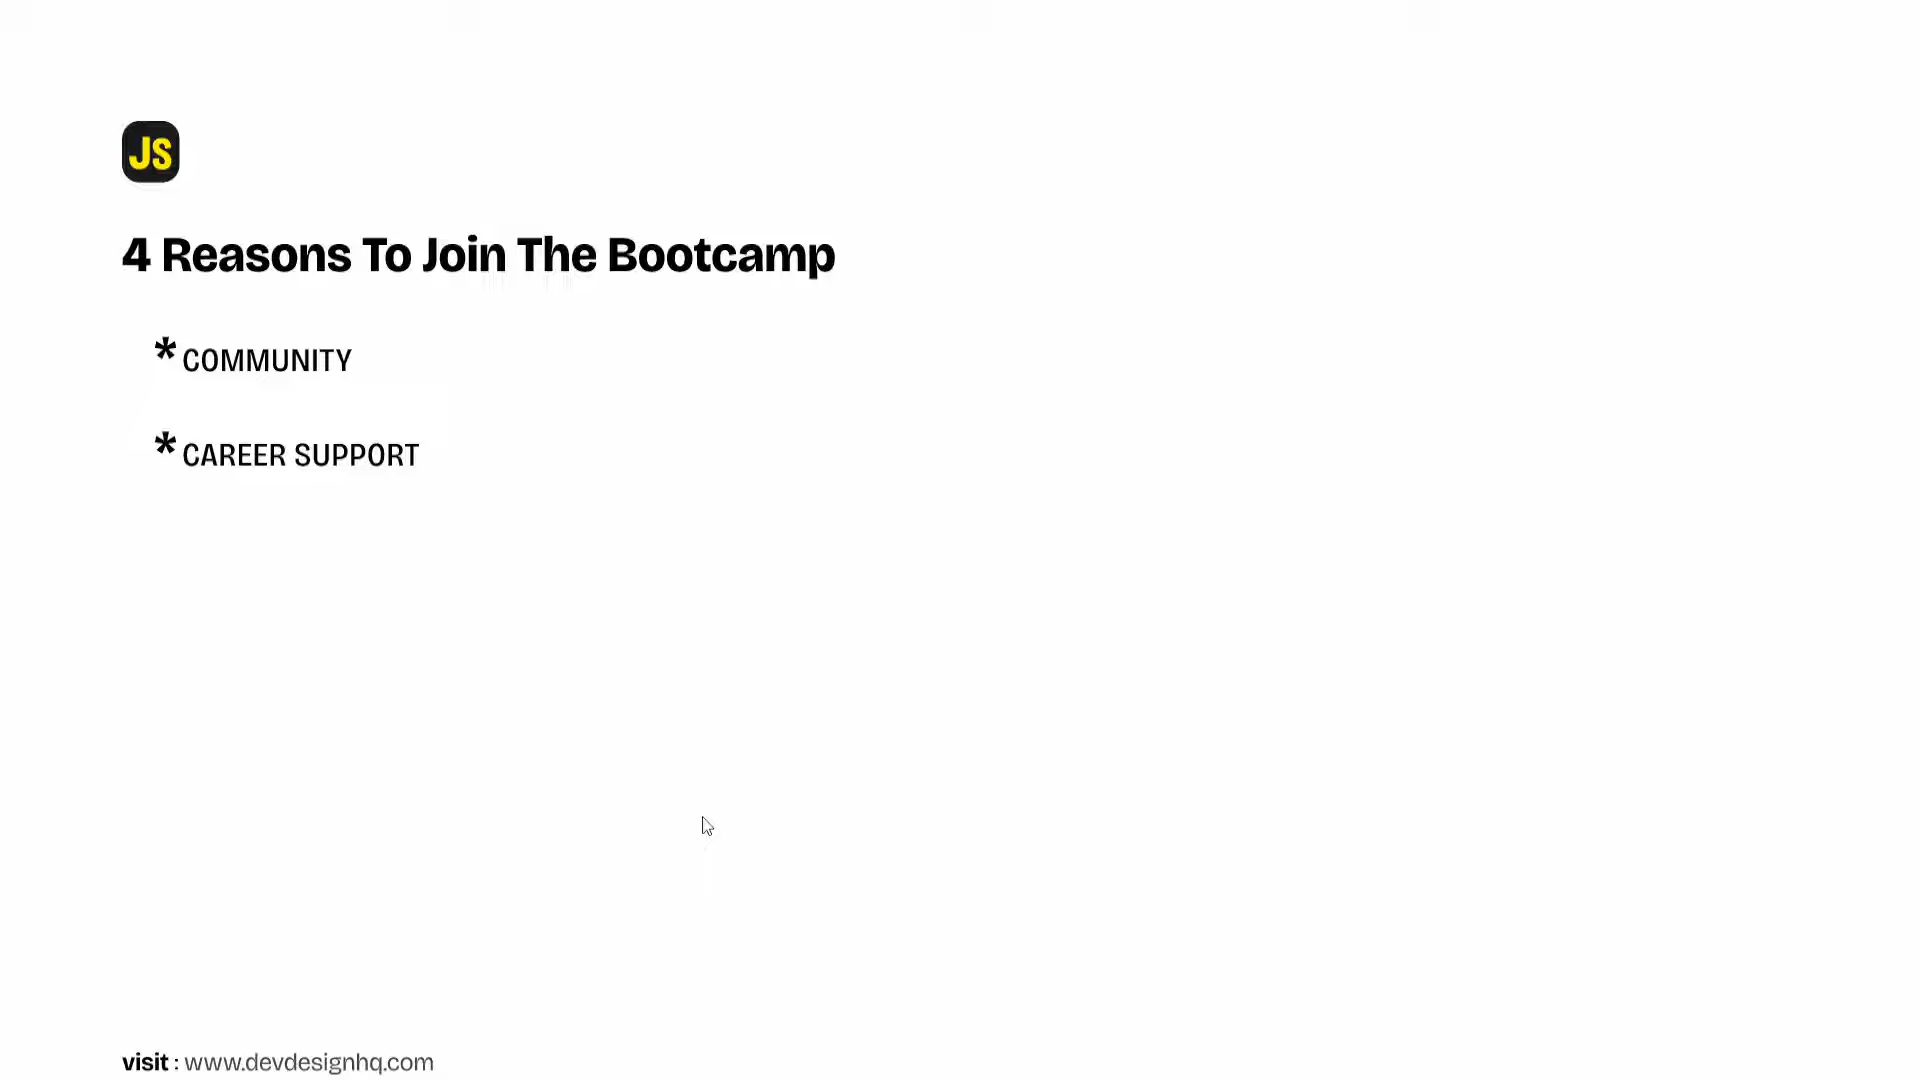 JS
4 Reasons To Join The Bootcamp
* COMMUNITY
* CAREER SUPPORT
visit : www.devdesignhq.com